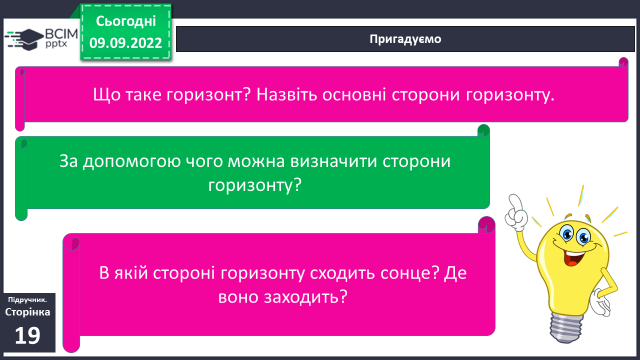 ВСІМ
pptx
Сьогодні
09.09.2022
Пригадуємо
Що таке горизонт? Назвіть основні сторони горизонту.
За допомогою чого можна визначити сторони
горизонту?
В якій стороні горизонту сходить сонце? Де
воно заходить?
Підручник.
Сторінка
19